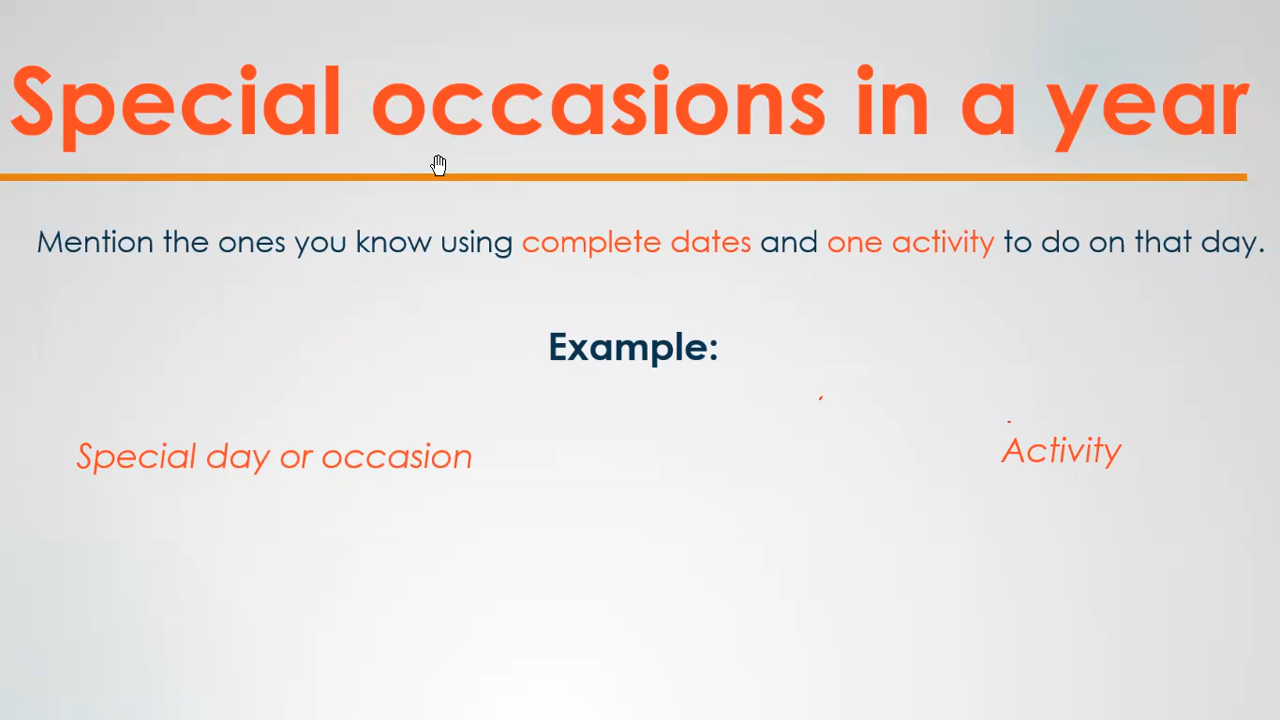 Special occasions in a year
Mention the ones you know using complete dates and one activity to do on that day.
Example:
Special day or occasion
Activity